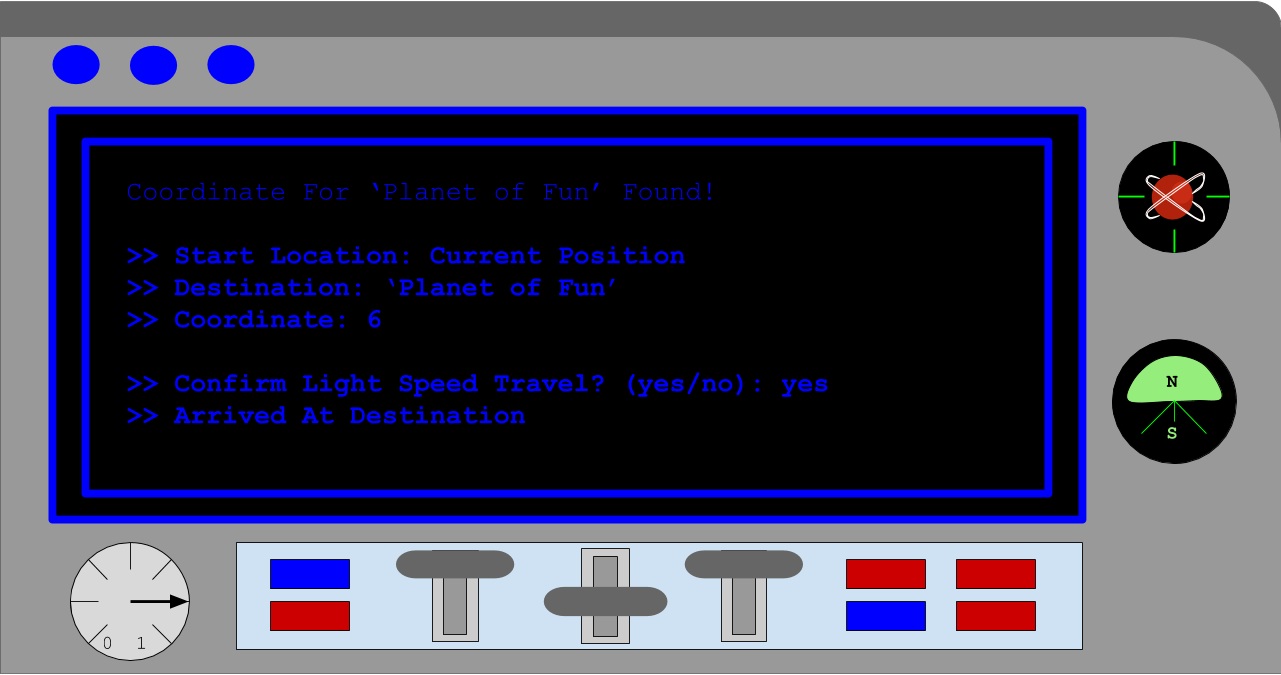 Coordinate For ‘Planet of Fun’ Found!
>> Start Location: Current Position
>> Destination: ‘Planet of Fun’
>> Coordinate: 6
>> Confirm Light Speed Travel? (yes/no): yes
>> Arrived At Destination
N
S
0 1